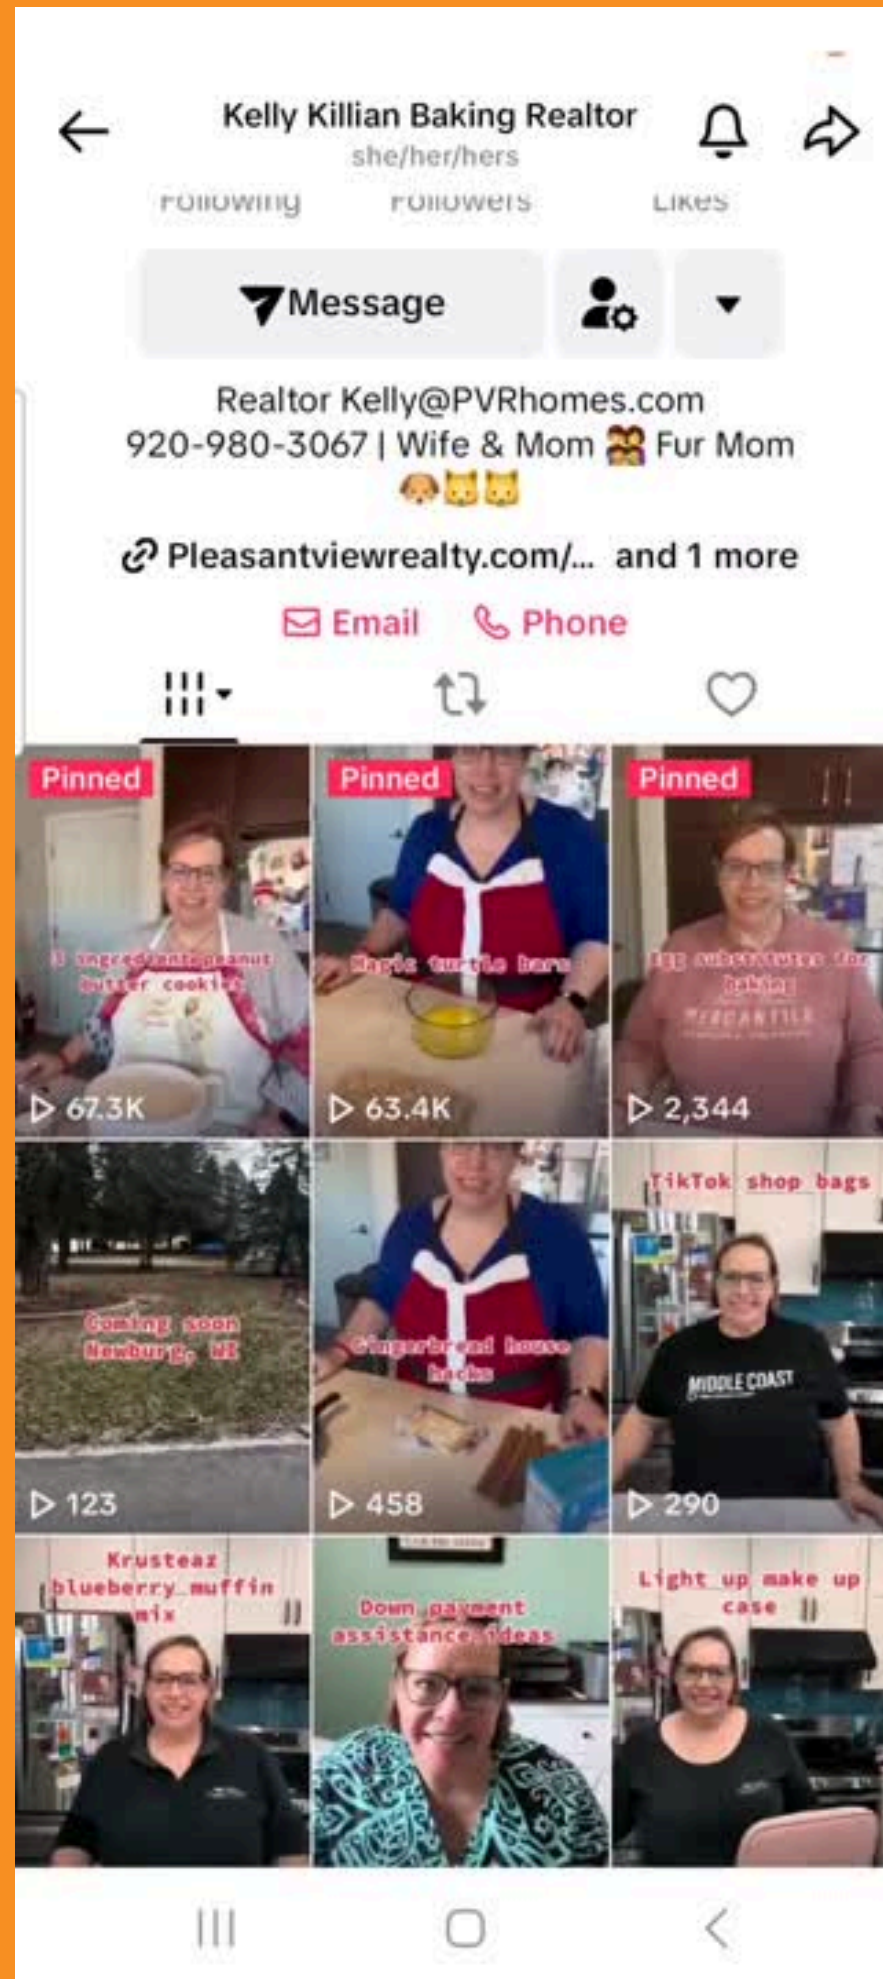 Kelly Killian Baking Realtor
she/her/hers
Following Followers Likes
Message
Realtor Kelly@PVRhomes.com
920-980-3067 | Wife & Mom 👩‍❤️‍👩 Fur Mom
🐶🐱🐱
Pleasantviewrealty.com/... and 1 more
Email Phone
Pinned Pinned Pinned
3 ingredient peanut
butter cookies
Magic turtle bars
Egg substitutes for
baking
MERCANTILE
67.3K 63.4K 2,344
Coming soon
Newburg, WI
Gingerbread house
hacks
TikTok shop bags
MIDDLE COAST
123 458 290
Krusteaz
blueberry muffin
mix
Down payment
assistance ideas
Light up make up
case